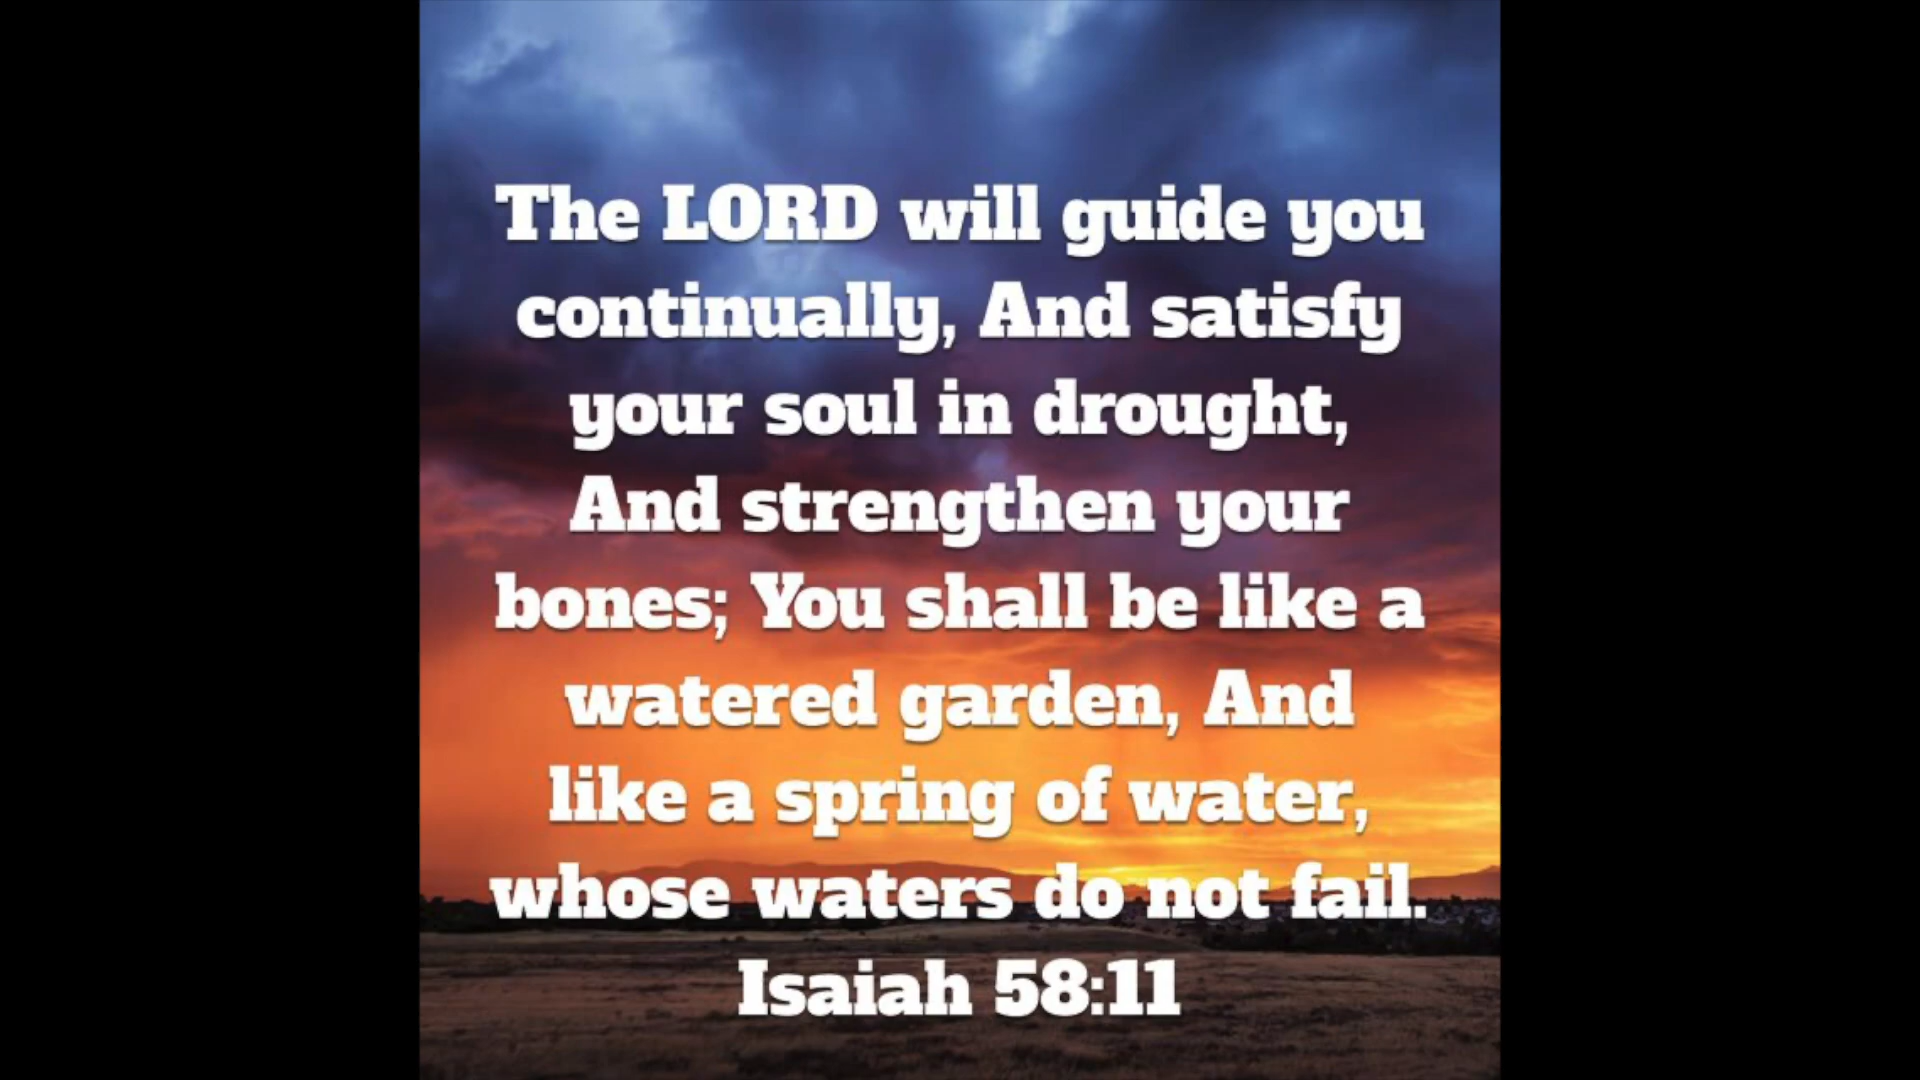 The LORD will guide you
continually, And satisfy
your soul in drought,
And strengthen your
bones; You shall be like a
watered garden, And
like a spring of water,
whose waters do not fail.
Isaiah 58:11